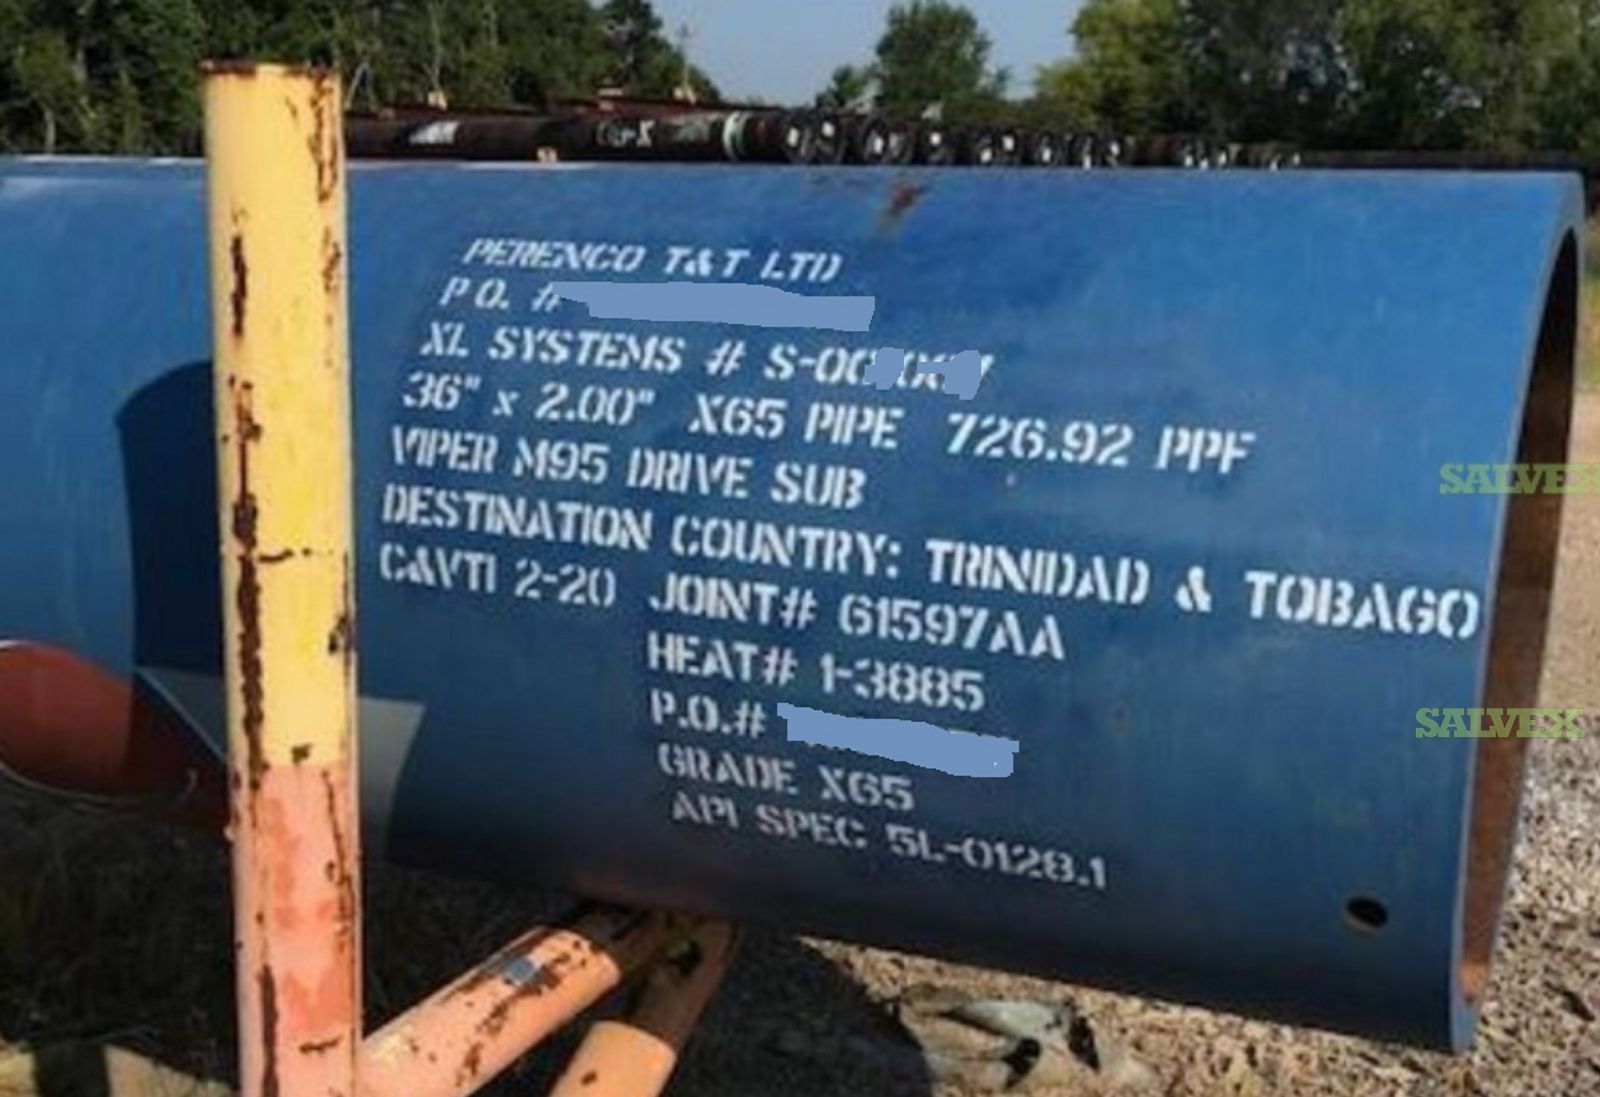 PERENCO T&T LTD
P.O. #
XL SYSTEMS # S-00
36" x 2.00" X65 PIPE 726.92 PPF
VIPER M95 DRIVE SUB
DESTINATION COUNTRY: TRINIDAD & TOBAGO
CAVTI 2-20 JOINT# 61597AA
HEAT# 1-3885
P.O.#
GRADE X65
API SPEC 5L-0128.1
SALVEX
SALVEX